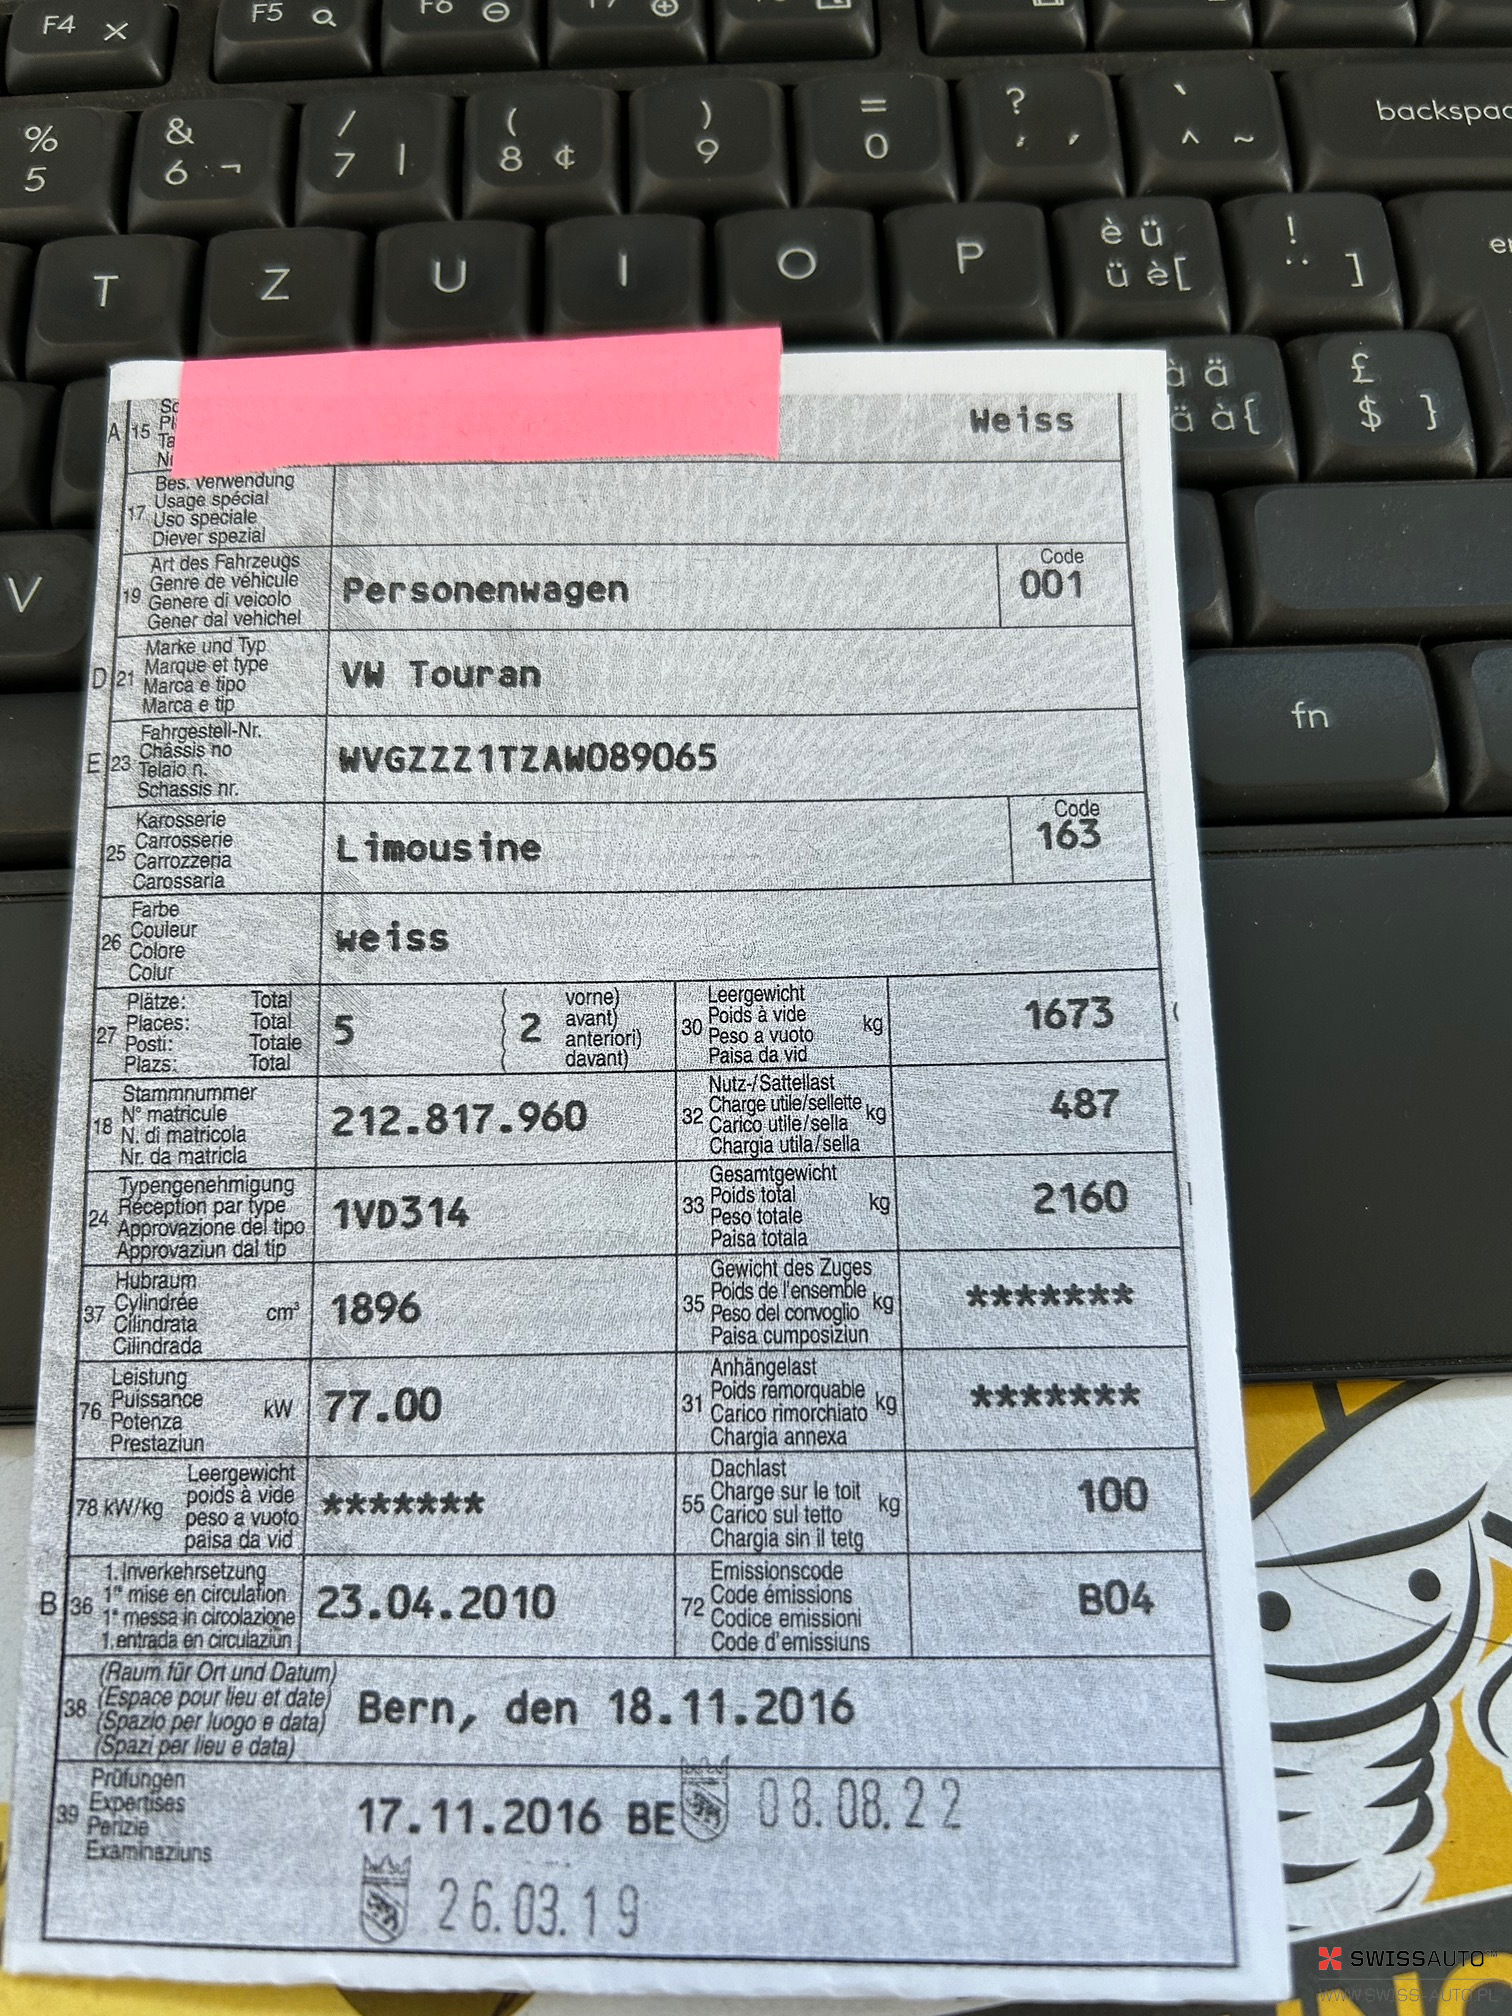 F4
F5
F6
% 5
& 6 ¬
/ 7 |
( 8 ¢
) 9
= 0
? ' ´
` ^ ~
backspac
T
Z
U
I
O
P
è ü
ü è [
!
¨ ]
en
à ä
ä à {
£
$ }
V
fn
A 15
Weiss
17 Bes. Verwendung
Usage spécial
Uso speciale
Diever spezial
19 Art des Fahrzeugs
Genre de véhicule
Genere di veicolo
Gener dal vehichel
Personenwagen
Code
001
D 21 Marke und Typ
Marque et type
Marca e tipo
Marca e tip
VW Touran
E 23 Fahrgestell-Nr.
Châssis no
Telaio n.
Schassis nr.
WVGZZZ1TZAW089065
25 Karosserie
Carrosserie
Carrozzeria
Carossaria
Limousine
Code
163
26 Farbe
Couleur
Colore
Colur
weiss
27 Plätze: Total
Places: Total
Posti: Totale
Plazs: Total
5
2
vorne)
avant)
anteriori)
davant)
30 Leergewicht
Poids à vide
Peso a vuoto
Paisa da vid
kg
1673
18 Stammnummer
N° matricule
N. di matricola
Nr. da matricla
212.817.960
32 Nutz-/Sattellast
Charge utile/sellette
Carico utile/sella
Chargia utila/sella
kg
487
24 Typengenehmigung
Réception par type
Approvazione del tipo
Approvaziun dal tip
1VD314
33 Gesamtgewicht
Poids total
Peso totale
Paisa totala
kg
2160
37 Hubraum
Cylindrée
Cilindrata
Cilindrada
cm³
1896
35 Gewicht des Zuges
Poids de l'ensemble
Peso del convoglio
Paisa cumposiziun
kg
*******
76 Leistung
Puissance
Potenza
Prestaziun
kW
77.00
31 Anhängelast
Poids remorquable
Carico rimorchiato
Chargia annexa
kg
*******
78 kW/kg
Leergewicht
poids à vide
peso a vuoto
paisa da vid
*******
55 Dachlast
Charge sur le toit
Carico sul tetto
Chargia sin il tetg
kg
100
B 36 1. Inverkehrsetzung
1re mise en circulation
1a messa in circolazione
1. entrada en circulaziun
23.04.2010
72 Emissionscode
Code émissions
Codice emissioni
Code d'emissiuns
B04
38 (Raum für Ort und Datum)
(Espace pour lieu et date)
(Spazio per luogo e data)
(Spazi per lieu e data)
Bern, den 18.11.2016
39 Prüfungen
Expertises
Perizie
Examinaziuns
17.11.2016 BE
08.08.22
26.03.19
SWISSAUTO
WWW.SWISS-AUTO.PL